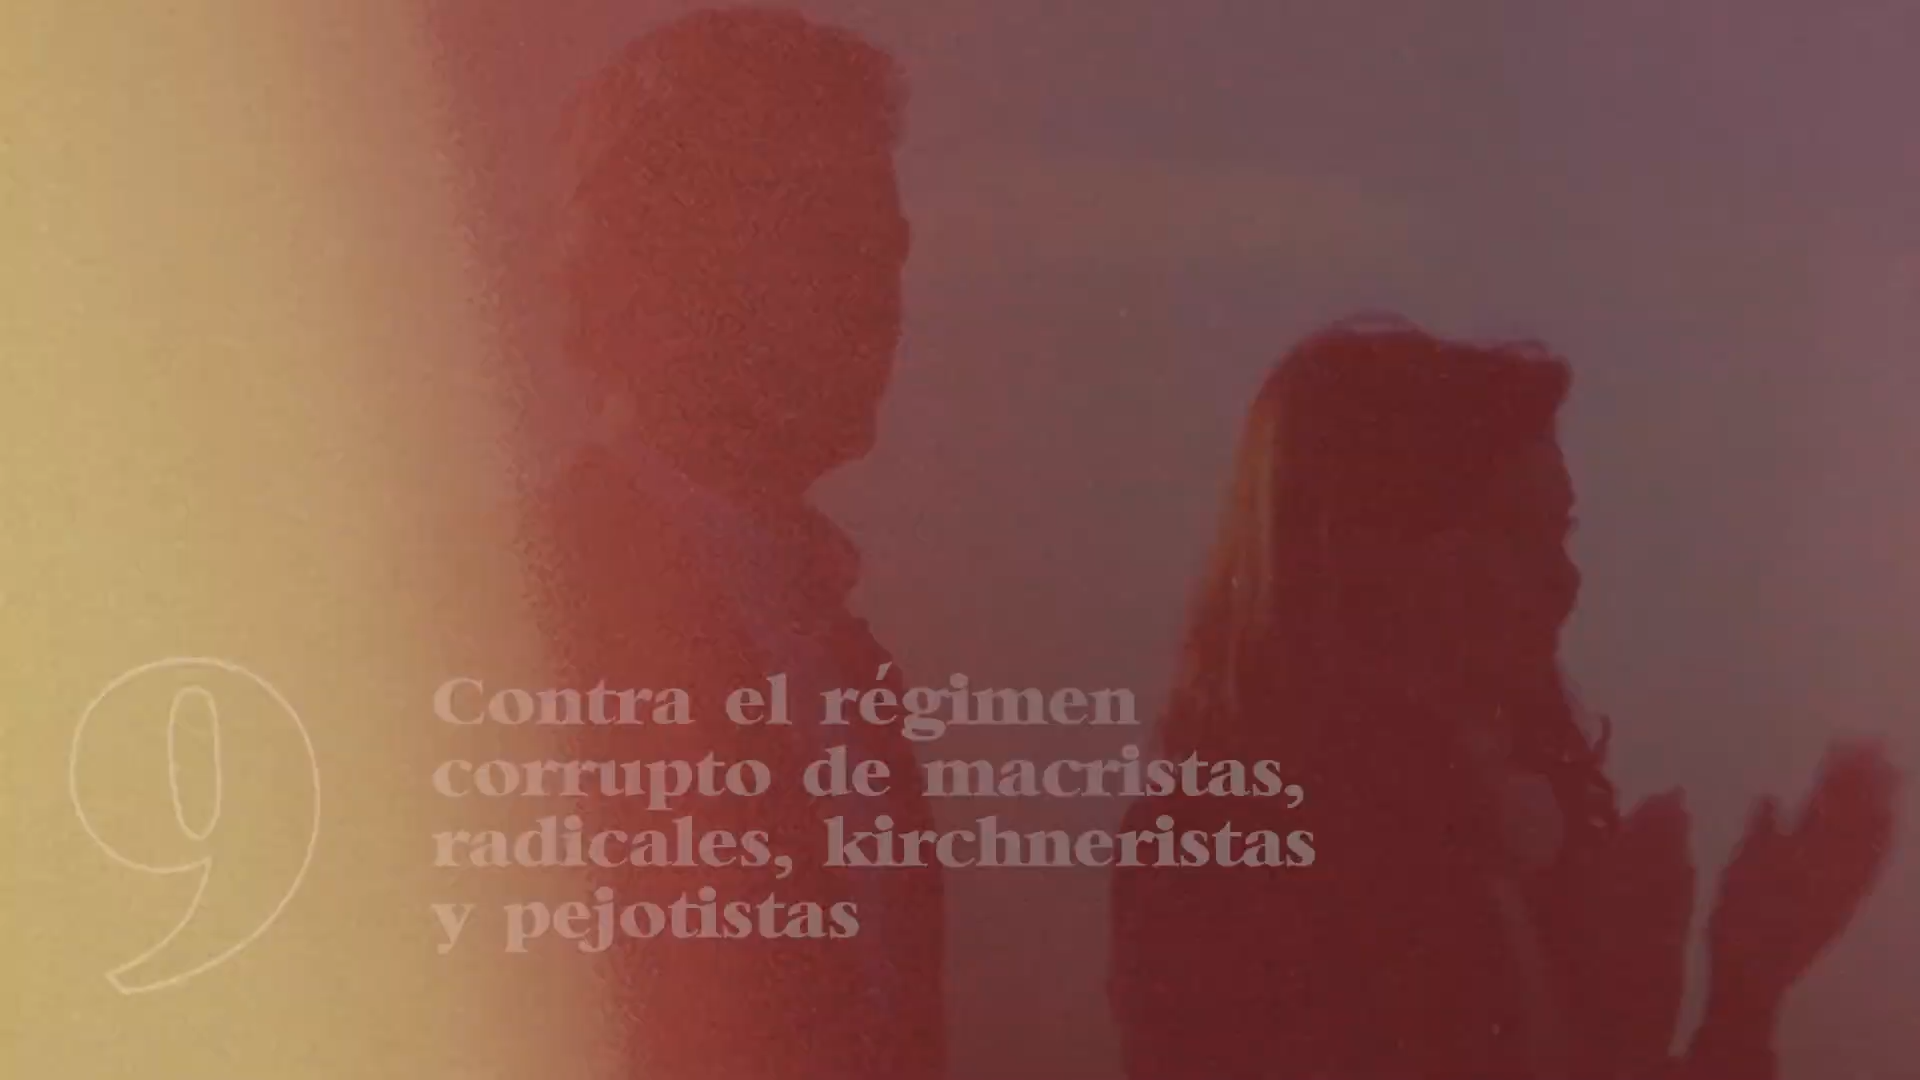 9
Contra el régimen
corrupto de macristas,
radicales, kirchneristas
y pejotistas